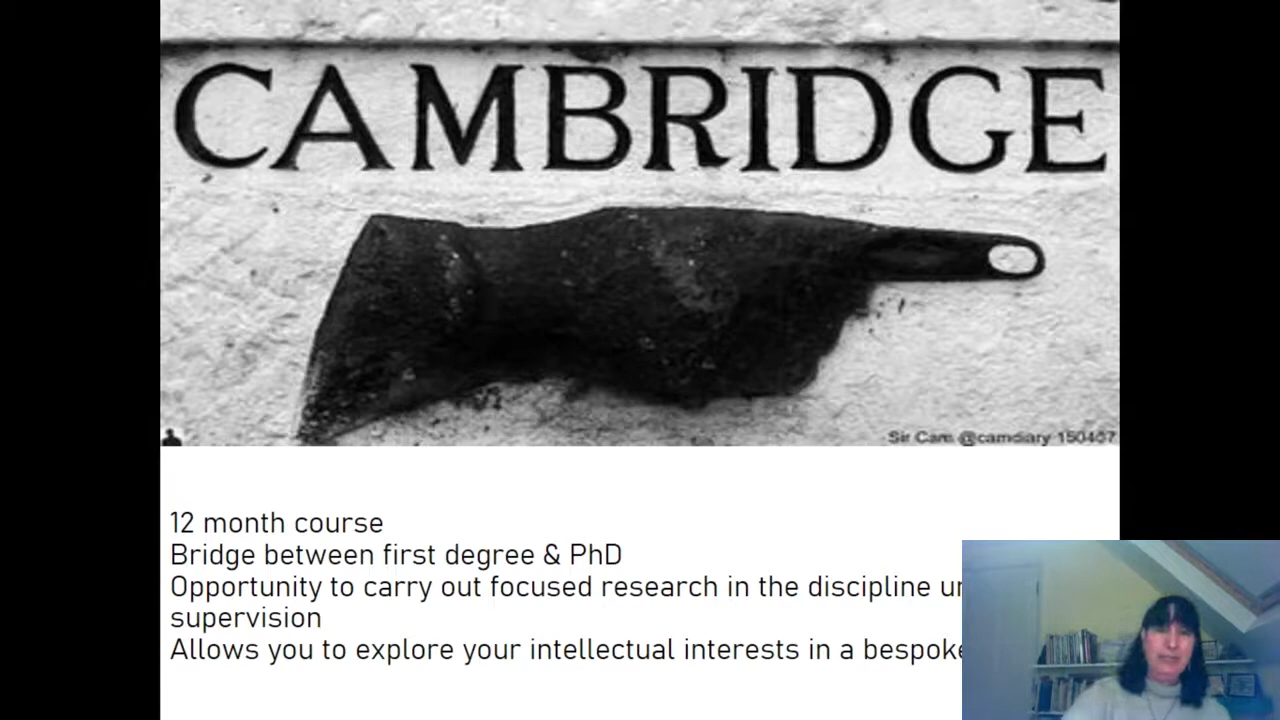 CAMBRIDGE
Sir Cam @camdiary 150407
12 month course
Bridge between first degree & PhD
Opportunity to carry out focused research in the discipline
supervision
Allows you to explore your intellectual interests in a bespoke